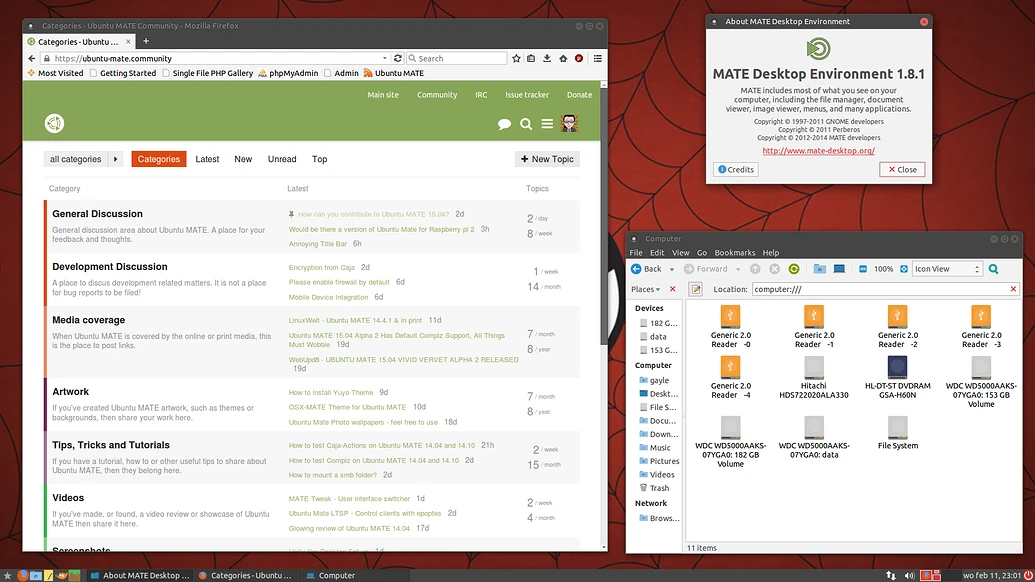 Categories - Ubuntu MATE Community - Mozilla Firefox
Categories - Ubuntu ...
https://ubuntu-mate.community
Search
Most Visited
Getting Started
Single File PHP Gallery
phpMyAdmin
Admin
Ubuntu MATE
Main site
Community
IRC
Issue tracker
Donate
all categories
Categories
Latest
New
Unread
Top
+ New Topic
Category
Latest
Topics
General Discussion
General discussion area about Ubuntu MATE. A place for your
feedback and thoughts.
How can you contribute to Ubuntu MATE 15.04? 2d
Would be there a version of Ubuntu Mate for Raspberry pi 2 3h
Annoying Title Bar 6h
2 / day
8 / week
Development Discussion
A place to discus development related matters. It is not a place
for bug reports to be filed!
Encryption from Caja 2d
Please enable firewall by default 6d
Mobile Device Integration 6d
1 / week
14 / month
Media coverage
When Ubuntu MATE is covered by the online or print media, this
is the place to post links.
LinuxWelt - Ubuntu MATE 14.4.1 & in print 11d
Ubuntu MATE 15.04 Alpha 2 Has Default Compiz Support, All Things
Must Wobble 19d
WebUpd8 - UBUNTU MATE 15.04 VIVID VERVET ALPHA 2 RELEASED
19d
7 / month
8 / year
Artwork
If you've created Ubuntu MATE artwork, such as themes or
backgrounds, then share your work here.
How to install Yuyo Theme 9d
OSX-MATE Theme for Ubuntu MATE 10d
Ubuntu Mate Photo wallpapers - feel free to use 18d
7 / month
8 / year
Tips, Tricks and Tutorials
If you have a tutorial, how to or other useful tips to share about
Ubuntu MATE, then they belong here.
How to test Caja-Actions on Ubuntu MATE 14.04 and 14.10 21h
How to test Compiz on Ubuntu MATE 14.04 and 14.10 2d
How to mount a smb folder? 2d
2 / week
15 / month
Videos
If you've made, or found, a video review or showcase of Ubuntu
MATE then share it here.
MATE Tweak - User interface switcher 1d
Ubuntu Mate LTSP - Control clients with epoptes 2d
Glowing review of Ubuntu MATE 14.04 17d
2 / week
4 / month
Screenshots
About MATE Desktop Environment
MATE Desktop Environment 1.8.1
MATE includes most of what you see on your
computer, including the file manager, document
viewer, image viewer, menus, and many applications.
Copyright © 1997-2011 GNOME developers
Copyright © 2011 Perberos
Copyright © 2012-2014 MATE developers
http://www.mate-desktop.org/
Credits
Close
Computer
File Edit View Go Bookmarks Help
Back
Forward
100%
Icon View
Places
Location:
computer:///
Devices
182 G...
data
153 G...
Computer
gayle
Deskt...
File S...
Docu...
Down...
Music
Pictures
Videos
Trash
Network
Brows...
Generic 2.0
Reader -0
Generic 2.0
Reader -1
Generic 2.0
Reader -2
Generic 2.0
Reader -3
Generic 2.0
Reader -4
Hitachi
HDS722020ALA330
HL-DT-ST DVDRAM
GSA-H60N
WDC WD5000AAKS-
07YGA0: 153 GB
Volume
WDC WD5000AAKS-
07YGA0: 182 GB
Volume
WDC WD5000AAKS-
07YGA0: data
File System
11 items
About MATE Desktop ...
Categories - Ubuntu ...
Computer
wo feb 11, 23:01